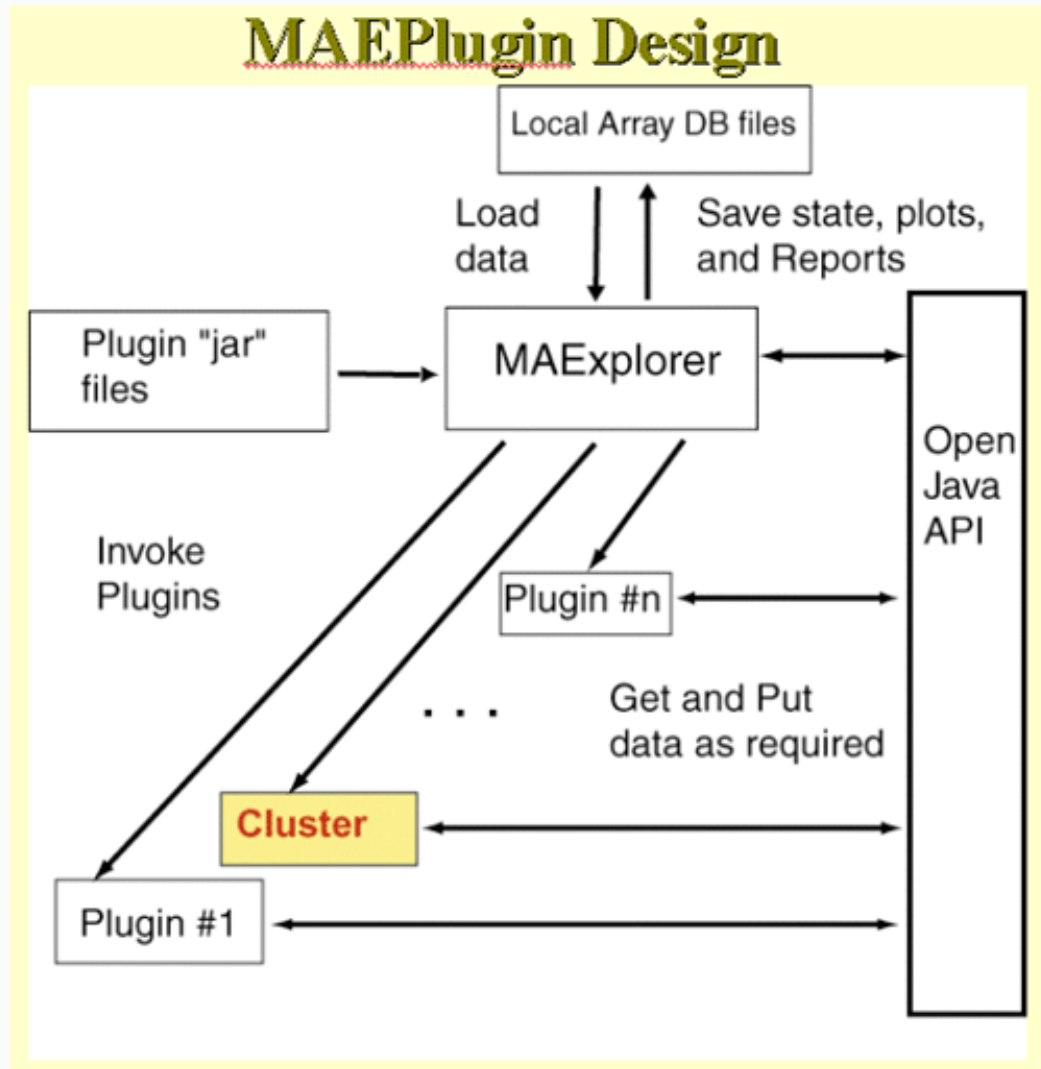 MAEPlugin Design
Local Array DB files
Load
data
Save state, plots,
and Reports
Plugin "jar"
files
MAExplorer
Open
Java
API
Invoke
Plugins
Plugin #n
. . .
Get and Put
data as required
Cluster
Plugin #1